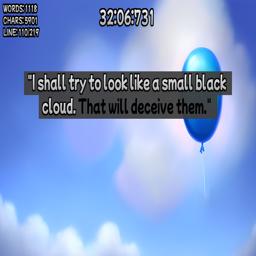 WORDS:1118
CHARS:5901
LINE:110:219
32:06:731
"I shall try to look like a small black
cloud. That will deceive them."